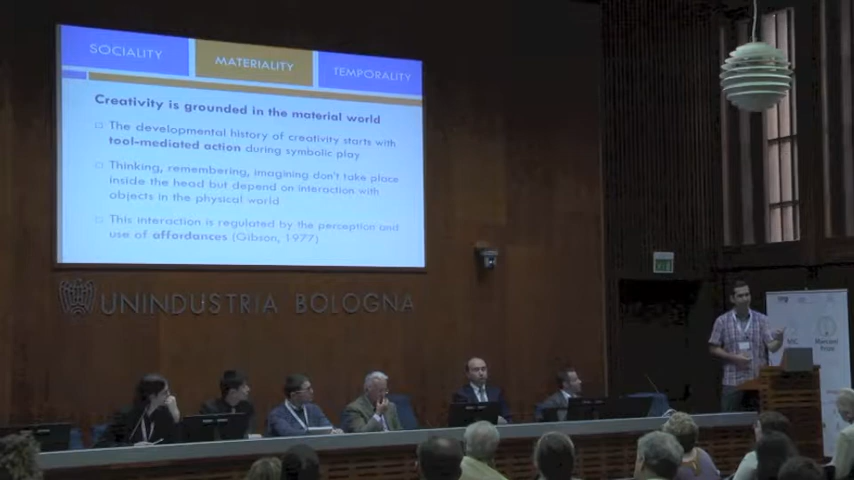 SOCIALITY
MATERIALITY
TEMPORALITY
Creativity is grounded in the material world
The developmental history of creativity starts with
tool-mediated action during symbolic play
Thinking, remembering, imagining don't take place
inside the head but depend on interaction with
objects in the physical world
This interaction is regulated by the perception and
use of affordances (Gibson, 1977)
UNINDUSTRIA BOLOGNA